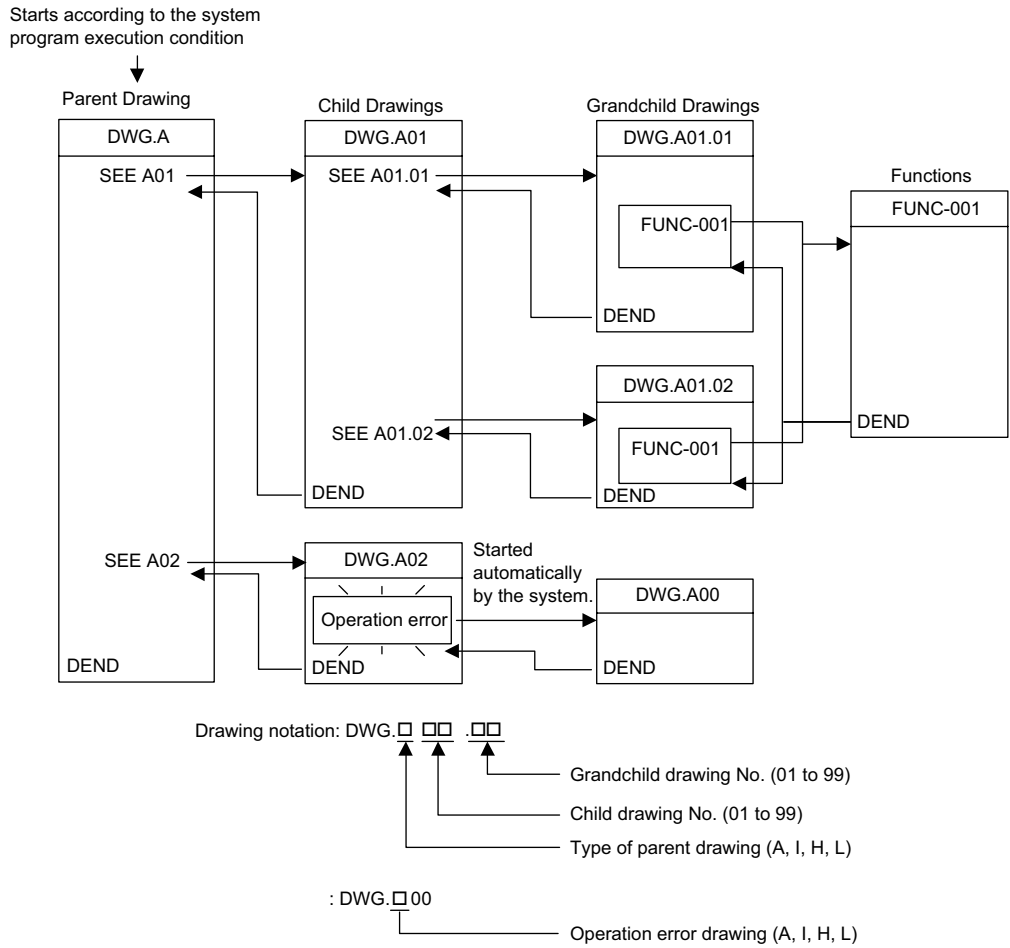 Starts according to the system
program execution condition
Parent Drawing
Child Drawings
Grandchild Drawings
Functions
DWG.A
SEE A01
SEE A02
DEND
DWG.A01
SEE A01.01
SEE A01.02
DEND
DWG.A01.01
FUNC-001
DEND
DWG.A01.02
FUNC-001
DEND
FUNC-001
DEND
DWG.A02
Operation error
DEND
Started
automatically
by the system.
DWG.A00
DEND
Drawing notation: DWG.□ □□ .□□
Grandchild drawing No. (01 to 99)
Child drawing No. (01 to 99)
Type of parent drawing (A, I, H, L)
: DWG.□00
Operation error drawing (A, I, H, L)